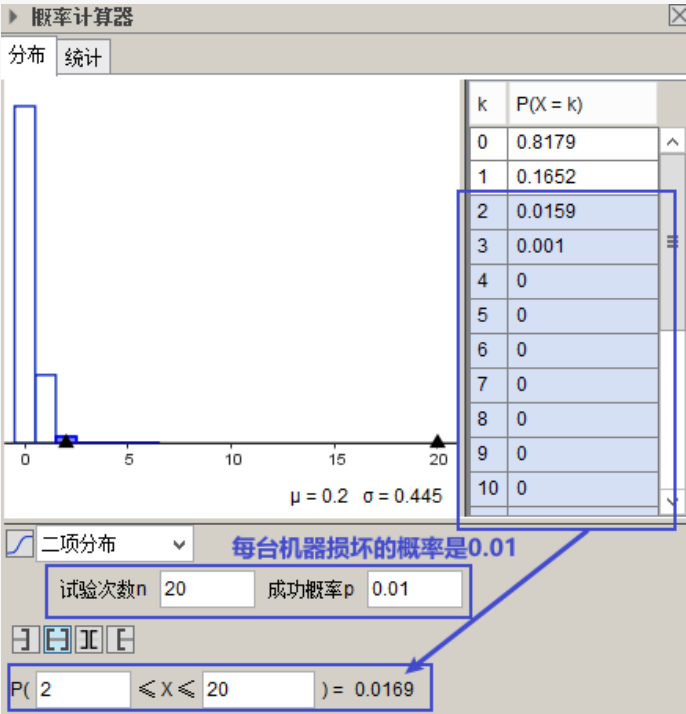 概率计算器
分布 统计
k P(X = k)
0 0.8179
1 0.1652
2 0.0159
3 0.001
4 0
5 0
6 0
7 0
8 0
9 0
10 0
0 5 10 15 20
μ = 0.2 σ = 0.445
二项分布
每台机器损坏的概率是0.01
试验次数n 20 成功概率p 0.01
P( 2 ≤ X ≤ 20 ) = 0.0169